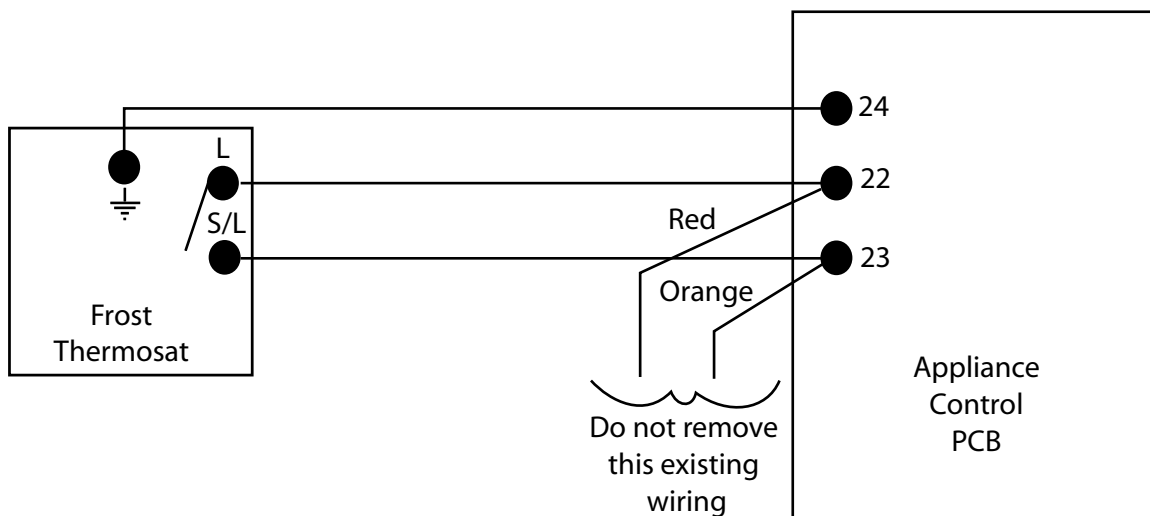 24
L
22
Red
S/L
23
Orange
Frost
Thermosat
Appliance
Control
PCB
Do not remove
this existing
wiring